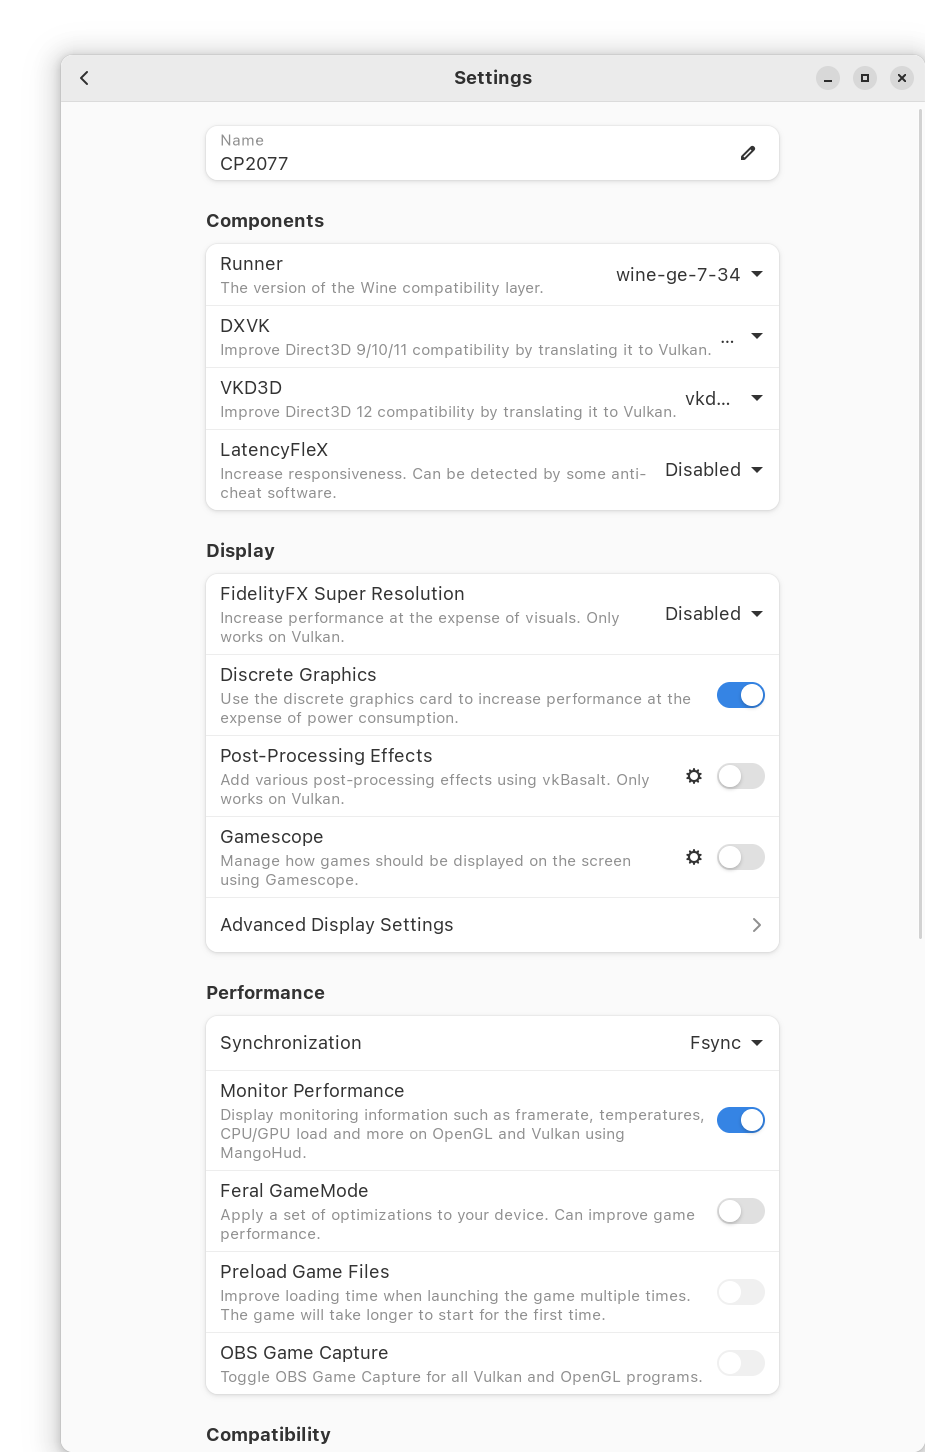 Settings
Name
CP2077
Components
Runner
The version of the Wine compatibility layer.
wine-ge-7-34
DXVK
Improve Direct3D 9/10/11 compatibility by translating it to Vulkan.
...
VKD3D
Improve Direct3D 12 compatibility by translating it to Vulkan.
vkd...
LatencyFleX
Increase responsiveness. Can be detected by some anti-
cheat software.
Disabled
Display
FidelityFX Super Resolution
Increase performance at the expense of visuals. Only
works on Vulkan.
Disabled
Discrete Graphics
Use the discrete graphics card to increase performance at the
expense of power consumption.
Post-Processing Effects
Add various post-processing effects using vkBasalt. Only
works on Vulkan.
Gamescope
Manage how games should be displayed on the screen
using Gamescope.
Advanced Display Settings
Performance
Synchronization
Fsync
Monitor Performance
Display monitoring information such as framerate, temperatures,
CPU/GPU load and more on OpenGL and Vulkan using
MangoHud.
Feral GameMode
Apply a set of optimizations to your device. Can improve game
performance.
Preload Game Files
Improve loading time when launching the game multiple times.
The game will take longer to start for the first time.
OBS Game Capture
Toggle OBS Game Capture for all Vulkan and OpenGL programs.
Compatibility